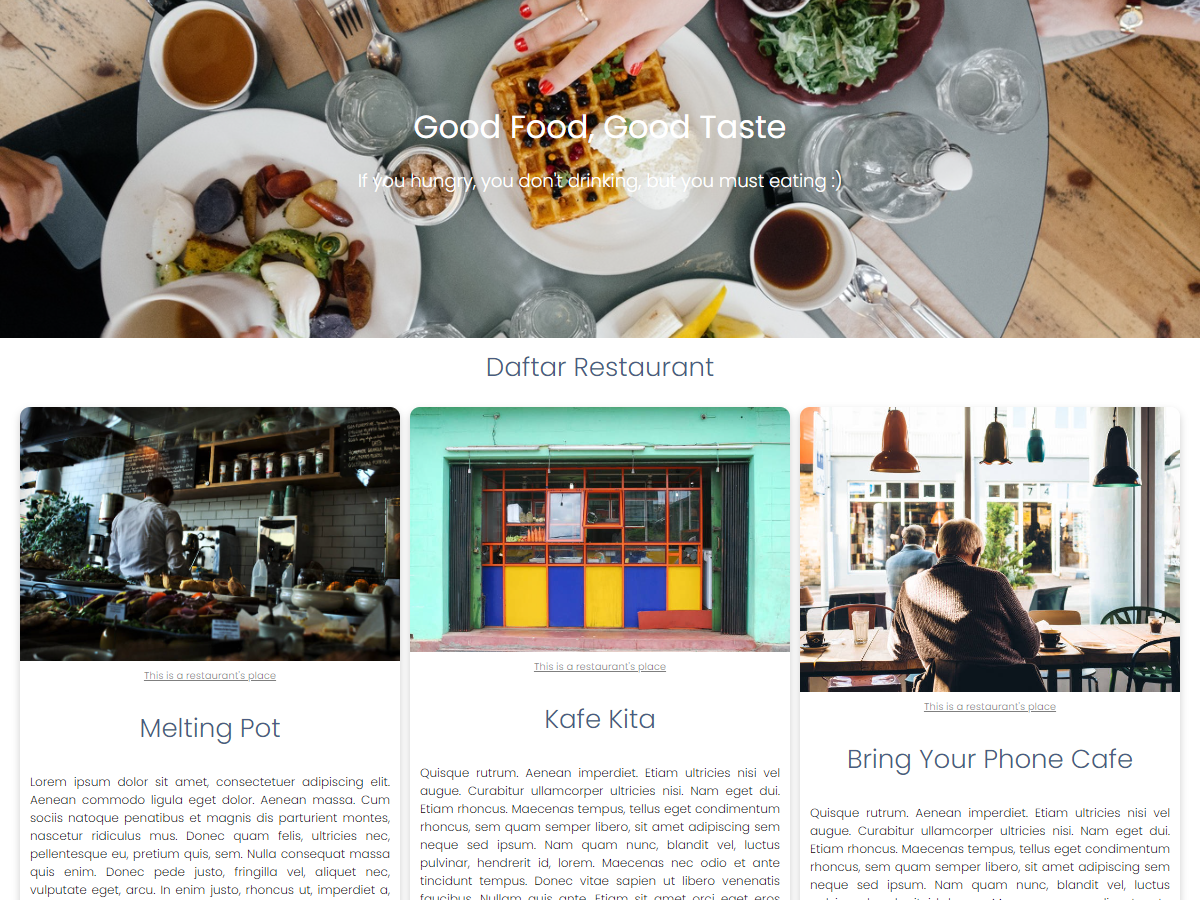 Good Food, Good Taste
If you hungry, you don't drinking, but you must eating :)
Daftar Restaurant
This is a restaurant's place
Melting Pot
Lorem ipsum dolor sit amet, consectetuer adipiscing elit.
Aenean commodo ligula eget dolor. Aenean massa. Cum
sociis natoque penatibus et magnis dis parturient montes,
nascetur ridiculus mus. Donec quam felis, ultricies nec,
pellentesque eu, pretium quis, sem. Nulla consequat massa
quis enim. Donec pede justo, fringilla vel, aliquet nec,
vulputate eget, arcu. In enim justo, rhoncus ut, imperdiet a,
This is a restaurant's place
Kafe Kita
Quisque rutrum. Aenean imperdiet. Etiam ultricies nisi vel
augue. Curabitur ullamcorper ultricies nisi. Nam eget dui.
Etiam rhoncus. Maecenas tempus, tellus eget condimentum
rhoncus, sem quam semper libero, sit amet adipiscing sem
neque sed ipsum. Nam quam nunc, blandit vel, luctus
pulvinar, hendrerit id, lorem. Maecenas nec odio et ante
tincidunt tempus. Donec vitae sapien ut libero venenatis
faucibus. Nullam quis ante. Etiam sit amet orci eget eros
This is a restaurant's place
Bring Your Phone Cafe
Quisque rutrum. Aenean imperdiet. Etiam ultricies nisi vel
augue. Curabitur ullamcorper ultricies nisi. Nam eget dui.
Etiam rhoncus. Maecenas tempus, tellus eget condimentum
rhoncus, sem quam semper libero, sit amet adipiscing sem
neque sed ipsum. Nam quam nunc, blandit vel, luctus